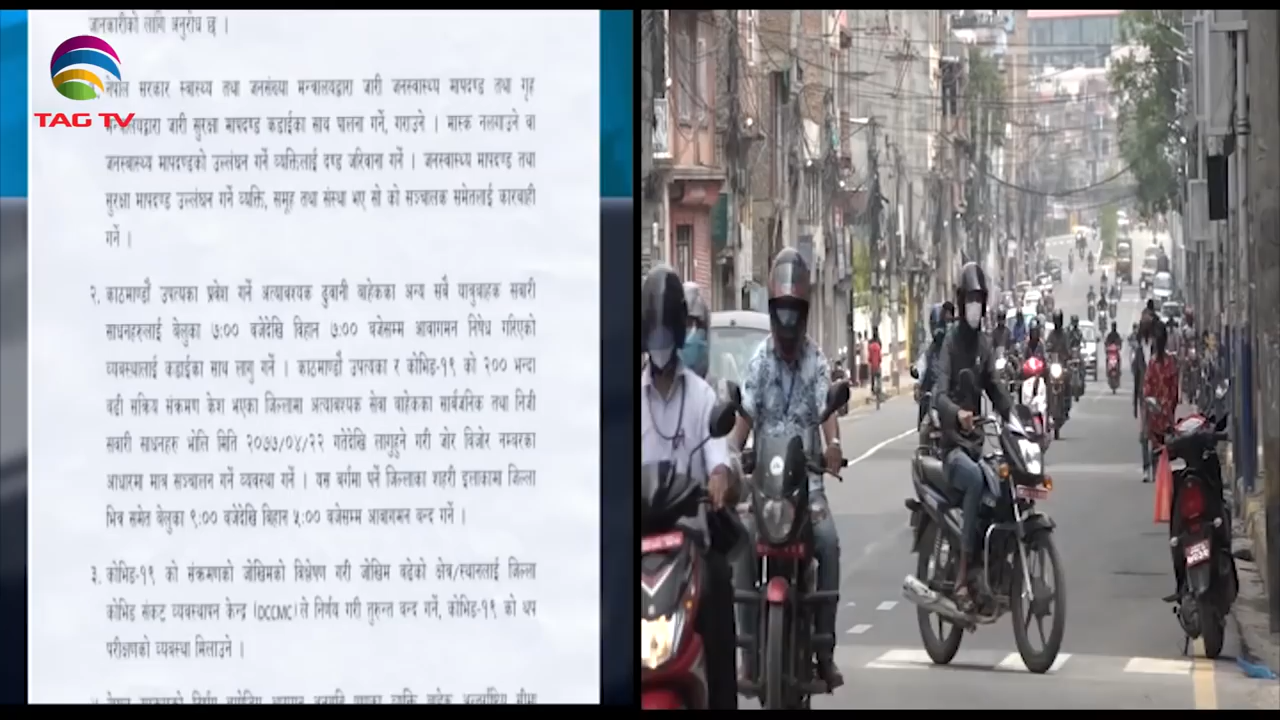 जानकारीको लागि अनुरोध छ ।
TAG TV
नेपाल सरकार स्वास्थ्य तथा जनसंख्या मन्त्रालयद्वारा जारी जनस्वास्थ्य मापदण्ड तथा गृह
मन्त्रालयद्वारा जारी सुरक्षा मापदण्ड कडाईका साथ पालना गर्ने, गराउने । मास्क नलगाउने वा
जनस्वास्थ्य मापदण्डको उल्लंघन गर्ने व्यक्तिलाई दण्ड जरिवाना गर्ने । जनस्वास्थ्य मापदण्ड तथा
सुरक्षा मापदण्ड उल्लंघन गर्ने व्यक्ति, समूह तथा संस्था भए सो को सञ्चालक समेतलाई कारबाही
गर्ने ।
२. काठमाण्डौं उपत्यका प्रवेश गर्ने अत्यावश्यक ढुवानी बाहेकका अन्य सबै यात्रुवाहक सवारी
साधनहरुलाई बेलुका ७:०० बजेदेखि विहान ७:०० बजेसम्म आवागमन निषेध गरिएको
व्यवस्थालाई कडाईका साथ लागु गर्ने । काठमाण्डौं उपत्यका र कोभिड-१९ को २०० भन्दा
बढी सक्रिय संक्रमण केश भएका जिल्लामा अत्यावश्यक सेवा बाहेकका सार्वजनिक तथा निजी
सवारी साधनहरु भोलि मिति २०७७/०४/२२ गतेदेखि लागुहुने गरी जोर विजोर नम्बरका
आधारमा मात्र सञ्चालन गर्ने व्यवस्था गर्ने । यस वर्गमा पर्ने जिल्लाका शहरी इलाकामा जिल्ला
भित्र समेत बेलुका ९:०० बजेदेखि बिहान ५:०० बजेसम्म आवागमन बन्द गर्ने ।
३. कोभिड-१९ को संक्रमणको जोखिमको विश्लेषण गरी जोखिम बढेको क्षेत्र/स्थानलाई जिल्ला
कोभिड संकट व्यवस्थापन केन्द्र (DCCMC) ले निर्णय गरी तुरुन्त बन्द गर्ने, कोभिड-१९ को थप
परीक्षणको व्यवस्था मिलाउने ।